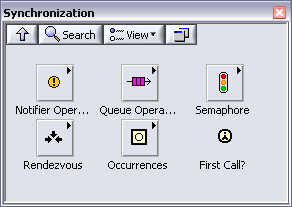 Synchronization
Search View
Notifier Oper... Queue Opera... Semaphore
Rendezvous Occurrences First Call?